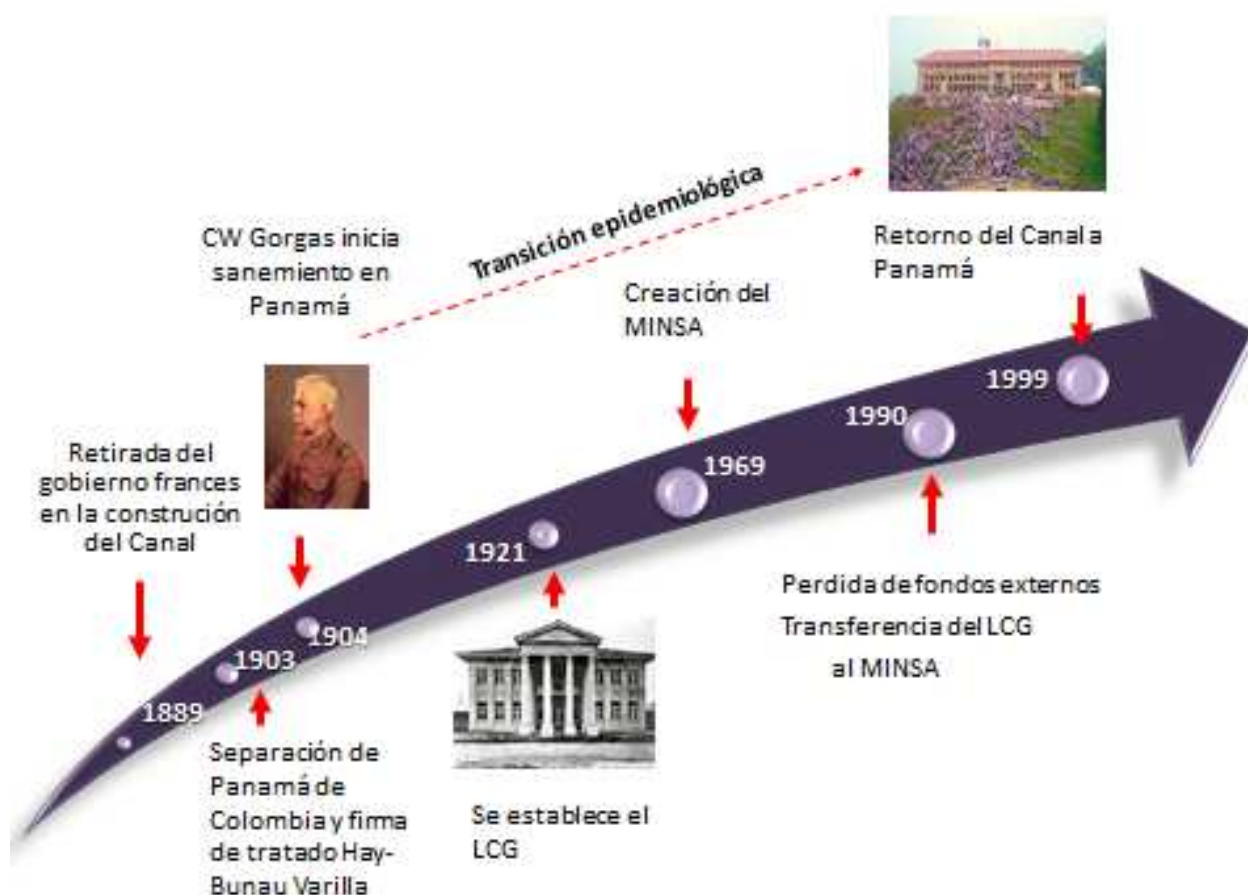 CW Gorgas inicia
sanemiento en
Panamá
Transición epidemiológica
Retorno del Canal a
Panamá
Creación del
MINSA
Retirada del
gobierno frances
en la construción
del Canal
1889
1903
1904
1921
1969
1990
1999
Separación de
Panamá de
Colombia y firma
de tratado Hay-
Bunau Varilla
Se establece el
LCG
Perdida de fondos externos
Transferencia del LCG
al MINSA